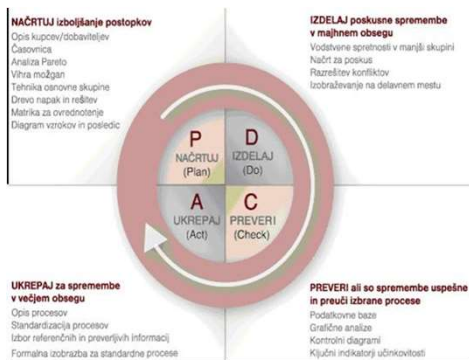 NAČRTUJ izboljšanje postopkov
Opis kupcev/dobaviteljev
Časovnica
Analiza Pareto
Vihra možgan
Tehnika osnovne skupine
Drevo napak in rešitev
Matrika za ovrednotenje
Diagram vzrokov in posledic
IZDELAJ poskusne spremembe
v majhnem obsegu
Vodstvene spretnosti v manjši skupini
Načrt za poskus
Razrešitev konfliktov
Izobraževanje na delavnem mestu
P
NAČRTUJ
(Plan)
D
IZDELAJ
(Do)
A
UKREPAJ
(Act)
C
PREVERI
(Check)
UKREPAJ za spremembe
v večjem obsegu
Opis procesov
Standardizacija procesov
Izbor referenčnih in preverljivih informacij
Formalna izobrazba za standardne procese
PREVERI ali so spremembe uspešne
in preuči izbrane procese
Podatkovne baze
Grafične analize
Kontrolni diagrami
Ključni indikatorji učinkovitosti